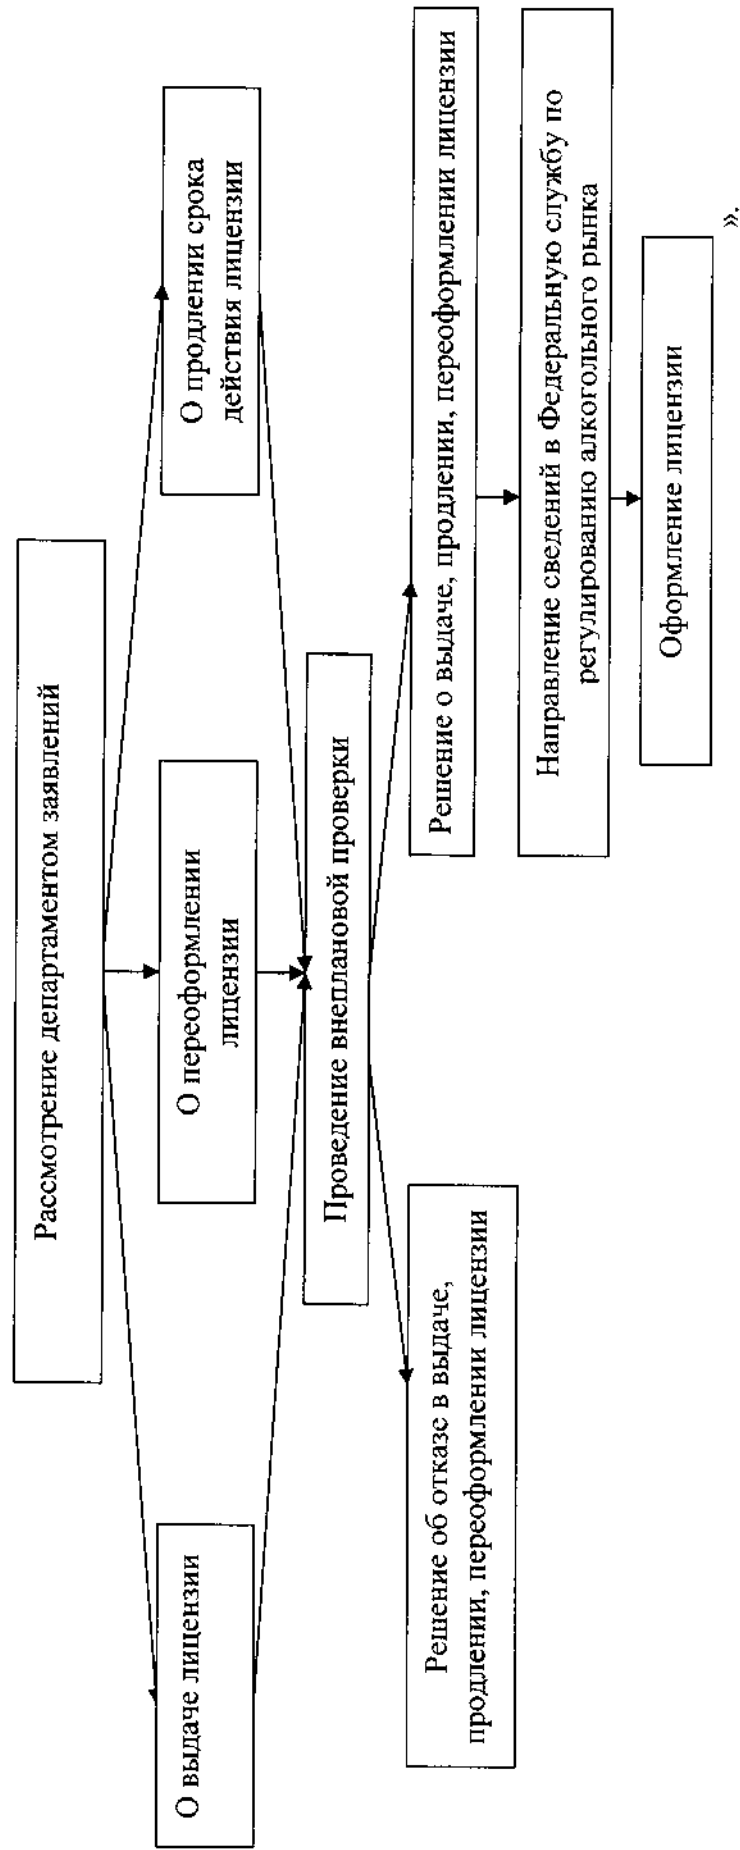 Рассмотрение департаментом заявлений
О выдаче лицензии
О переоформлении
лицензии
О продлении срока
действия лицензии
Проведение внеплановой проверки
Решение об отказе в выдаче,
продлении, переоформлении лицензии
Решение о выдаче, продлении, переоформлении лицензии
Направление сведений в Федеральную службу по
регулированию алкогольного рынка
Оформление лицензии
».